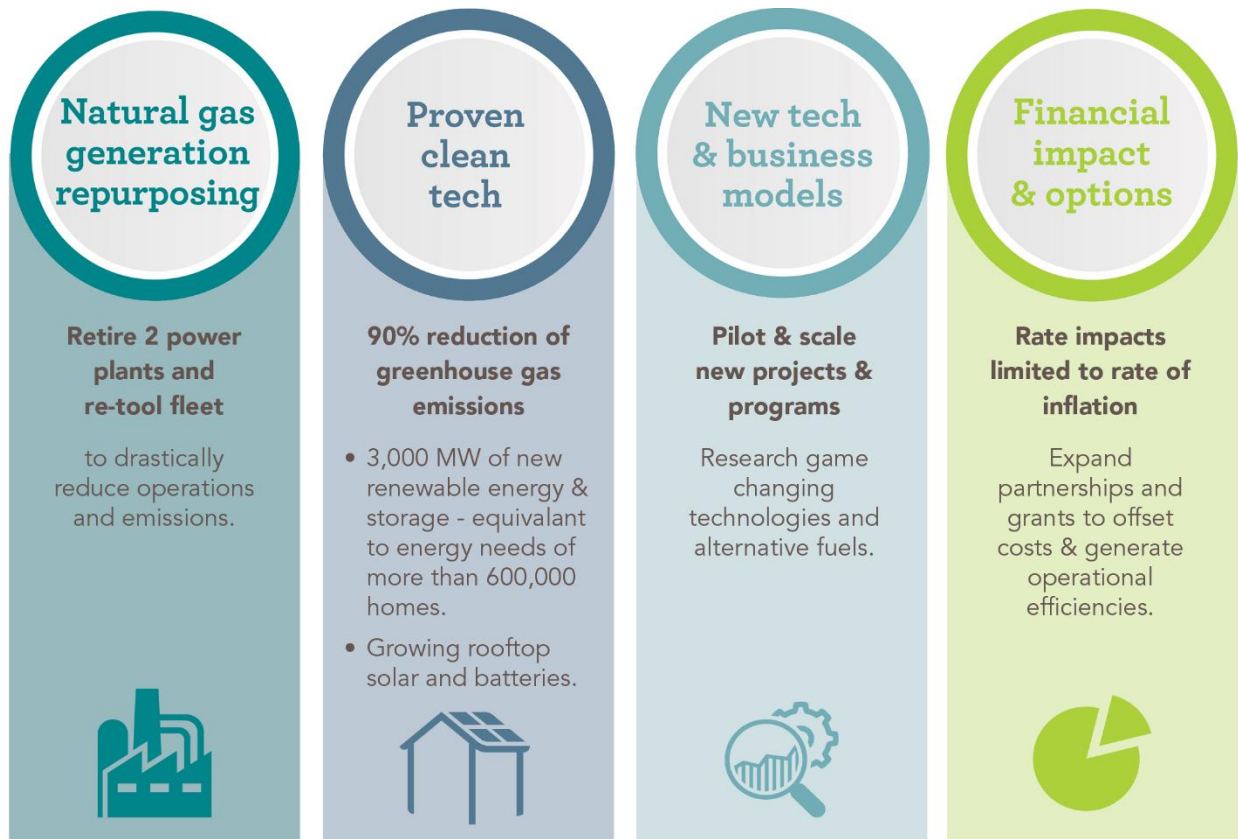 Natural gas
generation
repurposing
Retire 2 power
plants and
re-tool fleet
to drastically
reduce operations
and emissions.
Proven
clean
tech
90% reduction of
greenhouse gas
emissions
• 3,000 MW of new
renewable energy &
storage - equivalant
to energy needs of
more than 600,000
homes.
• Growing rooftop
solar and batteries.
New tech
& business
models
Pilot & scale
new projects &
programs
Research game
changing
technologies and
alternative fuels.
Financial
impact
& options
Rate impacts
limited to rate of
inflation
Expand
partnerships and
grants to offset
costs & generate
operational
efficiencies.